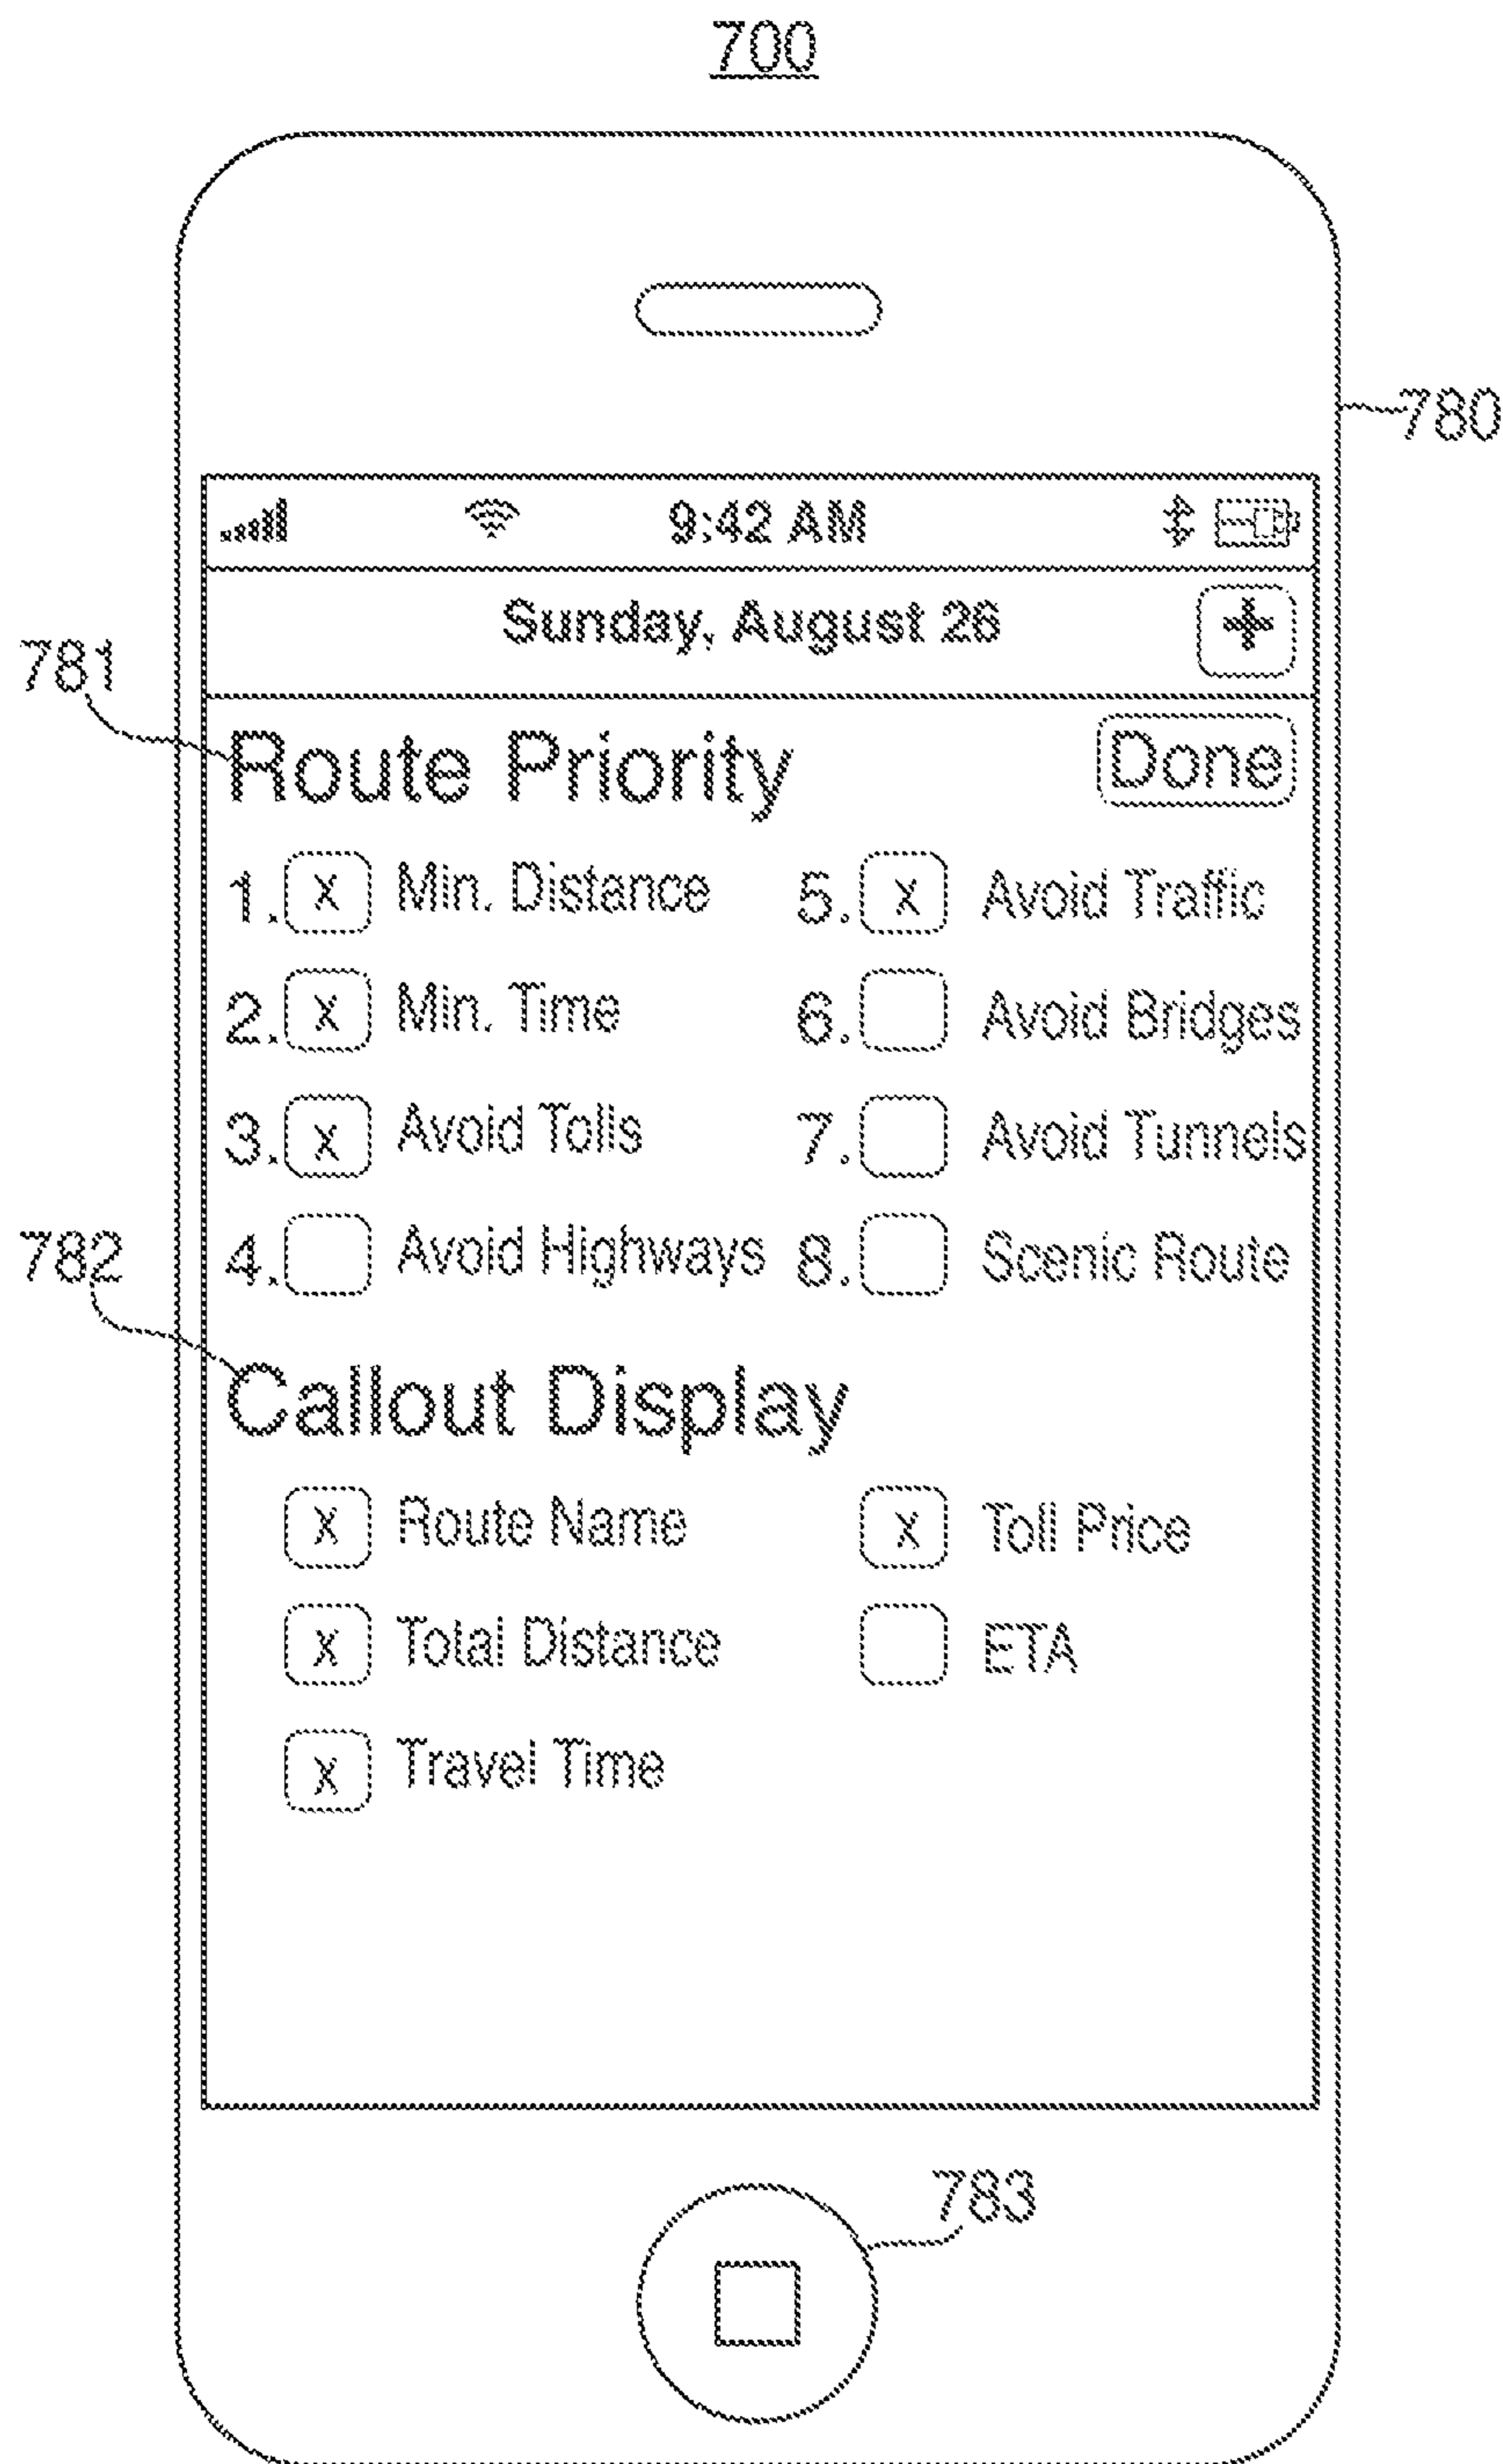 700
780
9:42 AM
Sunday, August 26 +
781
Route Priority Done
1. x Min. Distance 5. x Avoid Traffic
2. x Min. Time 6. Avoid Bridges
3. x Avoid Tolls 7. Avoid Tunnels
782
4. Avoid Highways 8. Scenic Route
Callout Display
x Route Name x Toll Price
x Total Distance ETA
x Travel Time
783